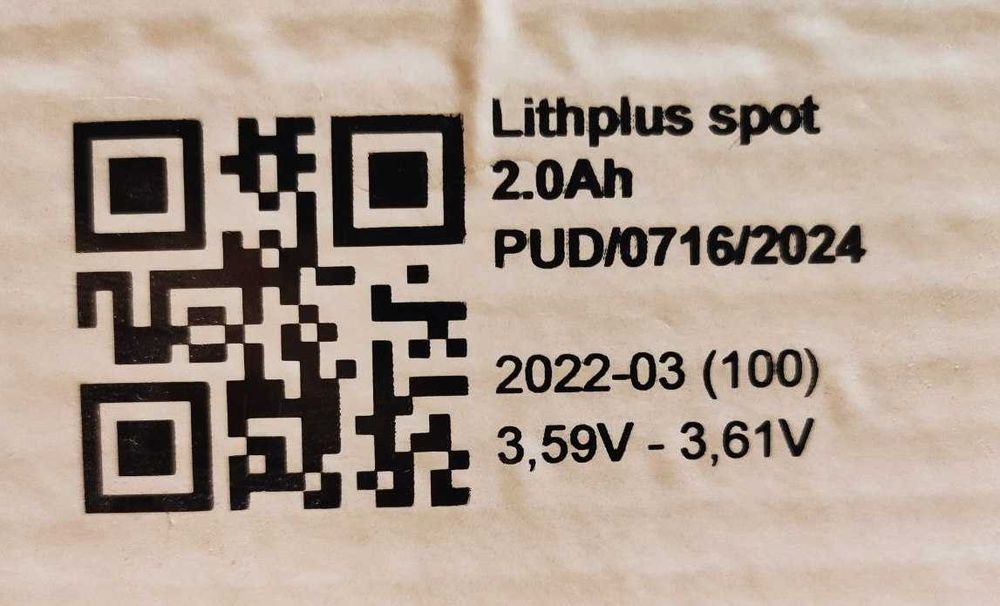 Lithplus spot
2.0Ah
PUD/0716/2024
2022-03 (100)
3,59V - 3,61V